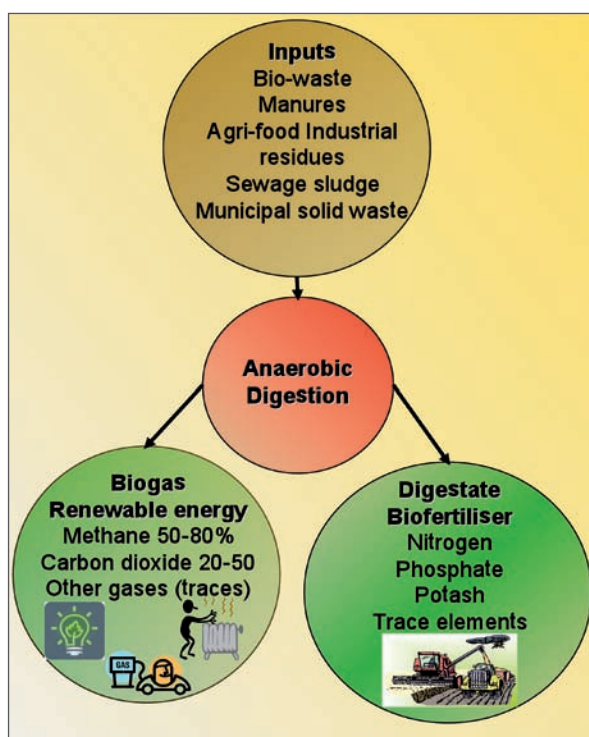 Inputs
Bio-waste
Manures
Agri-food Industrial
residues
Sewage sludge
Municipal solid waste
Anaerobic
Digestion
Biogas
Renewable energy
Methane 50-80%
Carbon dioxide 20-50
Other gases (traces)
GAS
Digestate
Biofertiliser
Nitrogen
Phosphate
Potash
Trace elements